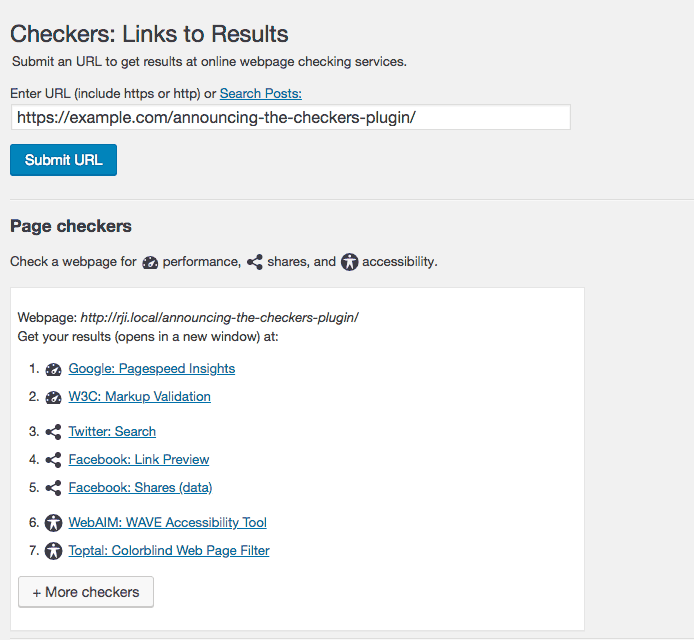 Checkers: Links to Results
Submit an URL to get results at online webpage checking services.
Enter URL (include https or http) or Search Posts:
https://example.com/announcing-the-checkers-plugin/
Submit URL
Page checkers
Check a webpage for performance, shares, and accessibility.
Webpage: http://rji.local/announcing-the-checkers-plugin/
Get your results (opens in a new window) at:
1. Google: Pagespeed Insights
2. W3C: Markup Validation
3. Twitter: Search
4. Facebook: Link Preview
5. Facebook: Shares (data)
6. WebAIM: WAVE Accessibility Tool
7. Toptal: Colorblind Web Page Filter
+ More checkers